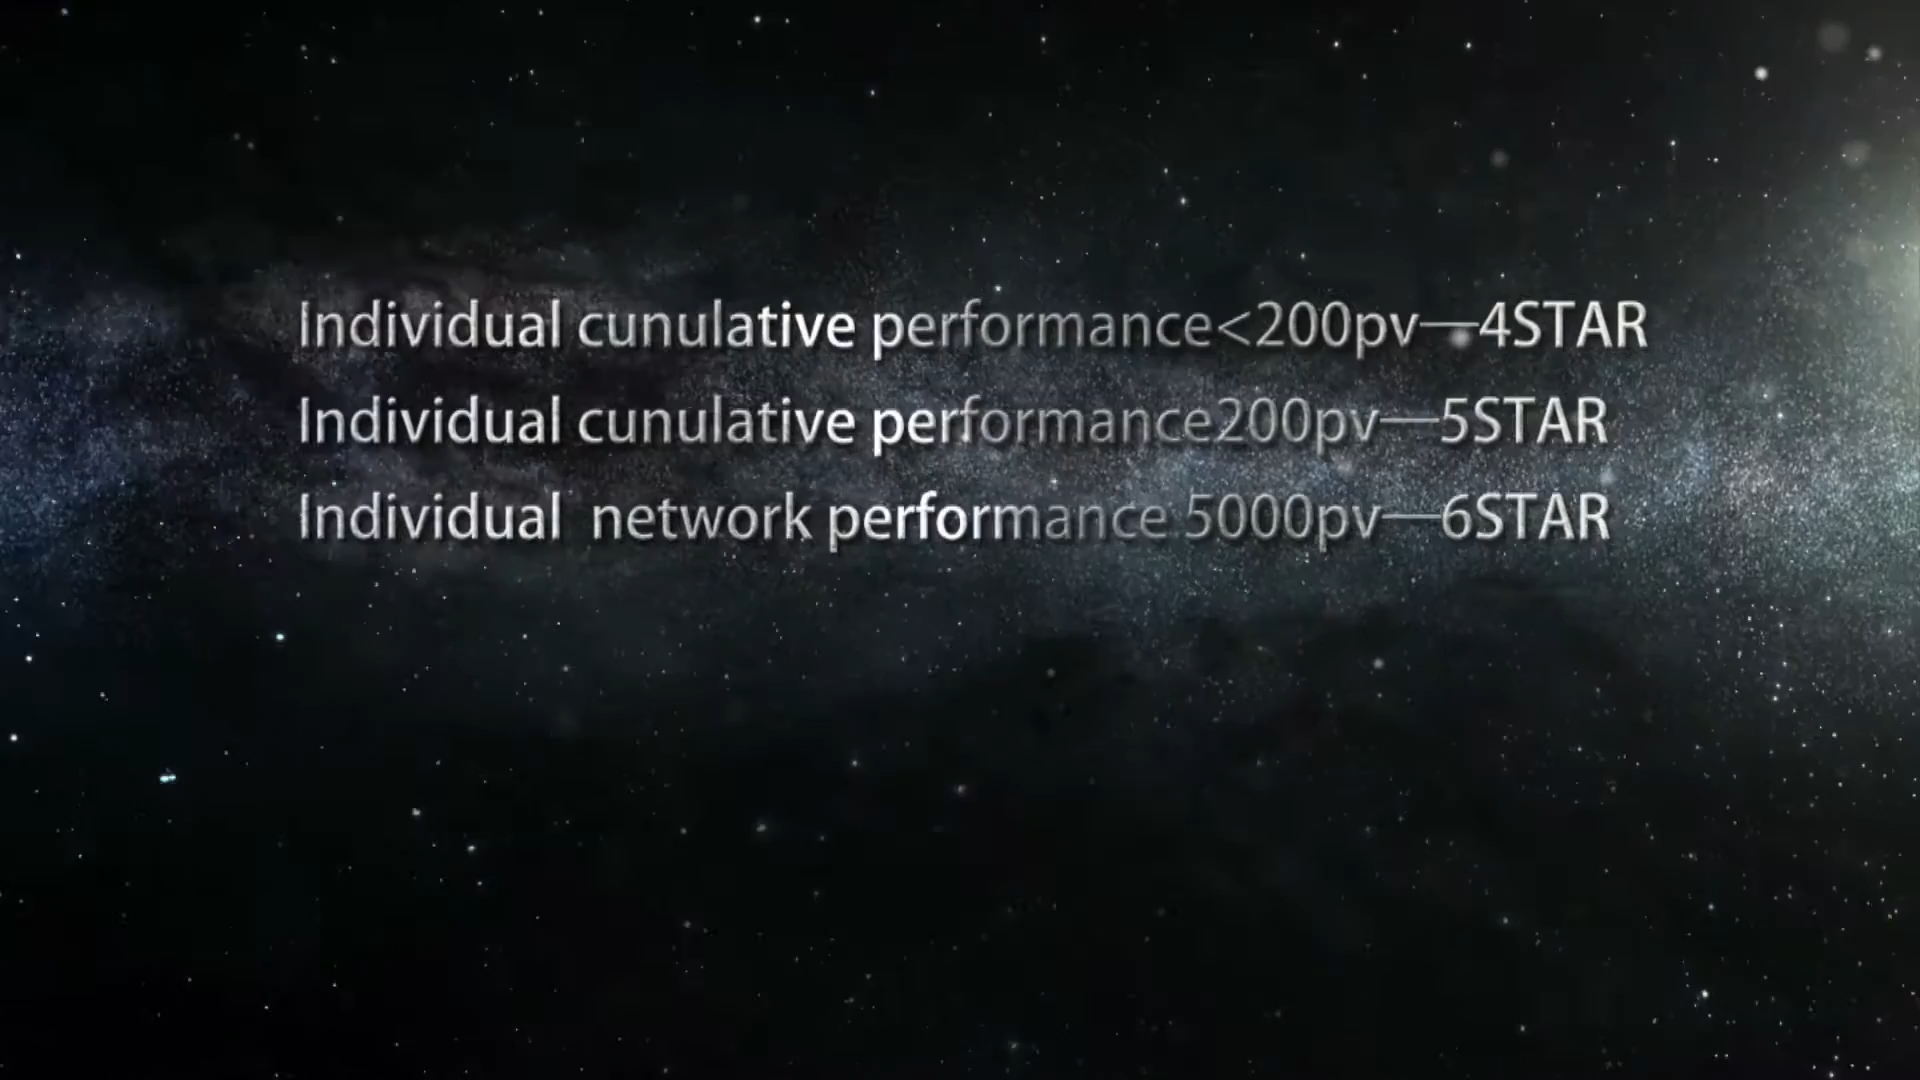 Individual cunulative performance<200pv—4STAR
Individual cunulative performance200pv—5STAR
Individual network performance 5000pv—6STAR